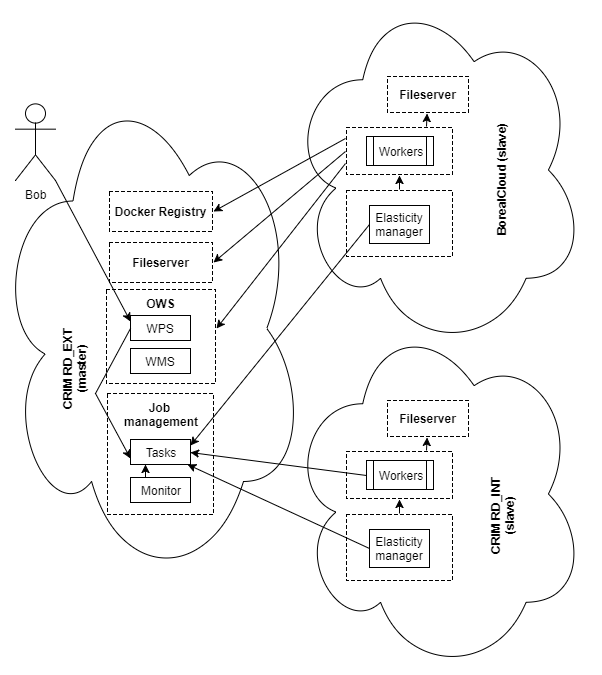 Bob
CRIM RD_EXT
(master)
Docker Registry
Fileserver
OWS
WPS
WMS
Job
management
Tasks
Monitor
BorealCloud (slave)
Fileserver
Workers
Elasticity
manager
CRIM RD_INT
(slave)
Fileserver
Workers
Elasticity
manager